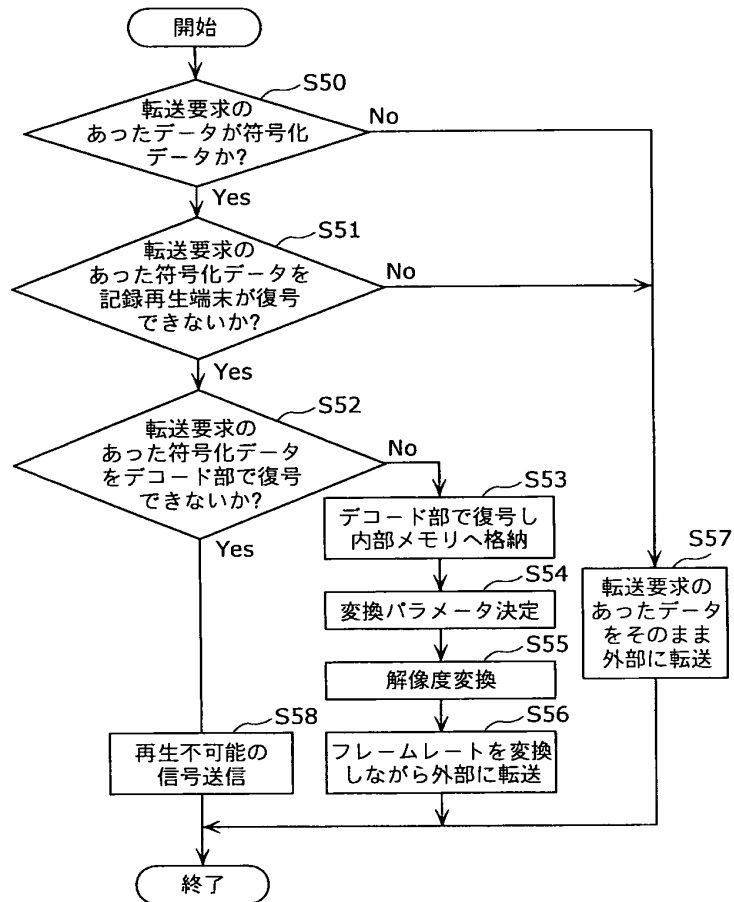 開始
S50
転送要求の
あったデータが符号化
データか?
No
Yes
S51
転送要求の
あった符号化データを
記録再生端末が復号
できないか?
No
Yes
S52
転送要求の
あった符号化データ
をデコード部で復号
できないか?
No
Yes
S53
デコード部で復号し
内部メモリへ格納
S54
変換パラメータ決定
S55
解像度変換
S56
フレームレートを変換
しながら外部に転送
S57
転送要求の
あったデータ
をそのまま
外部に転送
S58
再生不可能の
信号送信
終了